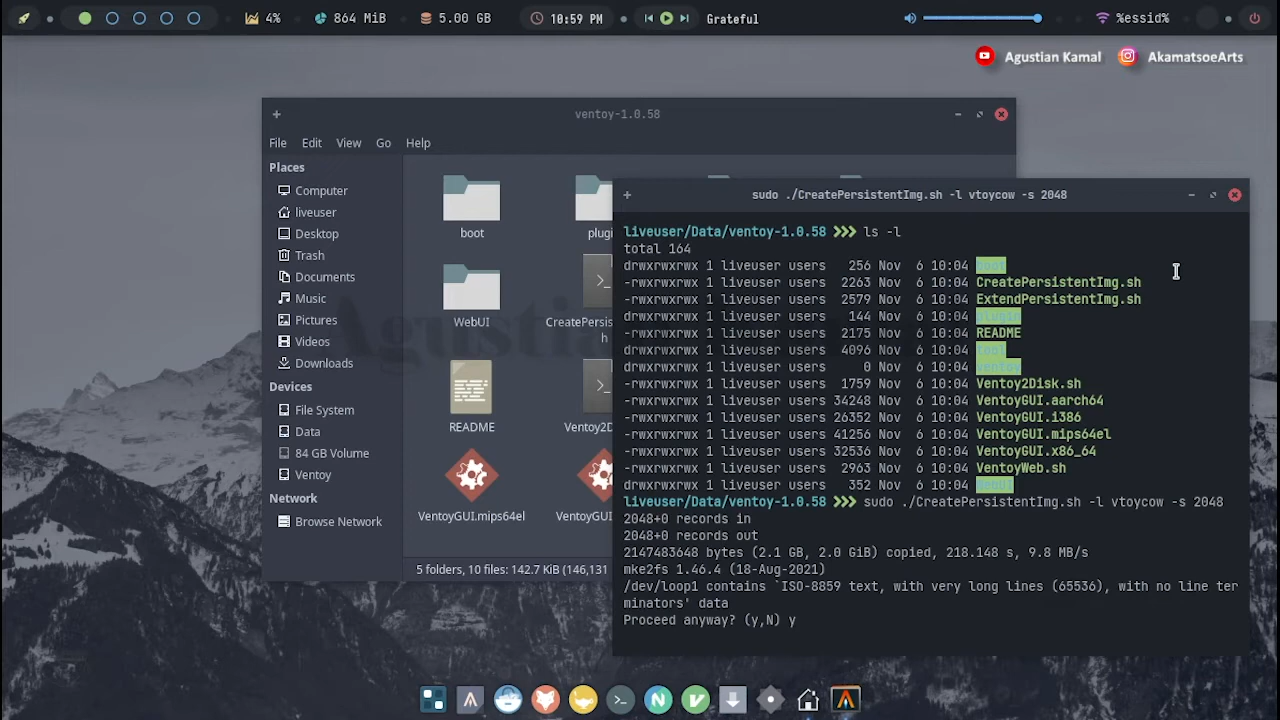 4%
864 MiB
5.00 GB
10:59 PM
Grateful
%essid%
Agustian Kamal
AkamatsoeArts
ventoy-1.0.58
File Edit View Go Help
Places
Computer
liveuser
Desktop
Trash
Documents
Music
Pictures
Videos
Downloads
Devices
File System
Data
84 GB Volume
Ventoy
Network
Browse Network
boot
plugi
WebUI
CreatePersis
h
README
Ventoy2D
VentoyGUI.mips64el
VentoyGU
5 folders, 10 files: 142.7 KiB (146,131
sudo ./CreatePersistentImg.sh -l vtoycow -s 2048
liveuser/Data/ventoy-1.0.58 ❯❯❯ ls -l
total 164
drwxrwxrwx 1 liveuser users 256 Nov 6 10:04 boot
-rwxrwxrwx 1 liveuser users 2263 Nov 6 10:04 CreatePersistentImg.sh
-rwxrwxrwx 1 liveuser users 2579 Nov 6 10:04 ExtendPersistentImg.sh
drwxrwxrwx 1 liveuser users 144 Nov 6 10:04 plugin
-rwxrwxrwx 1 liveuser users 2175 Nov 6 10:04 README
drwxrwxrwx 1 liveuser users 4096 Nov 6 10:04 tool
drwxrwxrwx 1 liveuser users 0 Nov 6 10:04 ventoy
-rwxrwxrwx 1 liveuser users 1759 Nov 6 10:04 Ventoy2Disk.sh
-rwxrwxrwx 1 liveuser users 34248 Nov 6 10:04 VentoyGUI.aarch64
-rwxrwxrwx 1 liveuser users 26352 Nov 6 10:04 VentoyGUI.i386
-rwxrwxrwx 1 liveuser users 41256 Nov 6 10:04 VentoyGUI.mips64el
-rwxrwxrwx 1 liveuser users 32536 Nov 6 10:04 VentoyGUI.x86_64
-rwxrwxrwx 1 liveuser users 2963 Nov 6 10:04 VentoyWeb.sh
drwxrwxrwx 1 liveuser users 352 Nov 6 10:04 WebUI
liveuser/Data/ventoy-1.0.58 ❯❯❯ sudo ./CreatePersistentImg.sh -l vtoycow -s 2048
2048+0 records in
2048+0 records out
2147483648 bytes (2.1 GB, 2.0 GiB) copied, 218.148 s, 9.8 MB/s
mke2fs 1.46.4 (18-Aug-2021)
/dev/loop1 contains `ISO-8859 text, with very long lines (65536), with no line ter
minators' data
Proceed anyway? (y,N) y